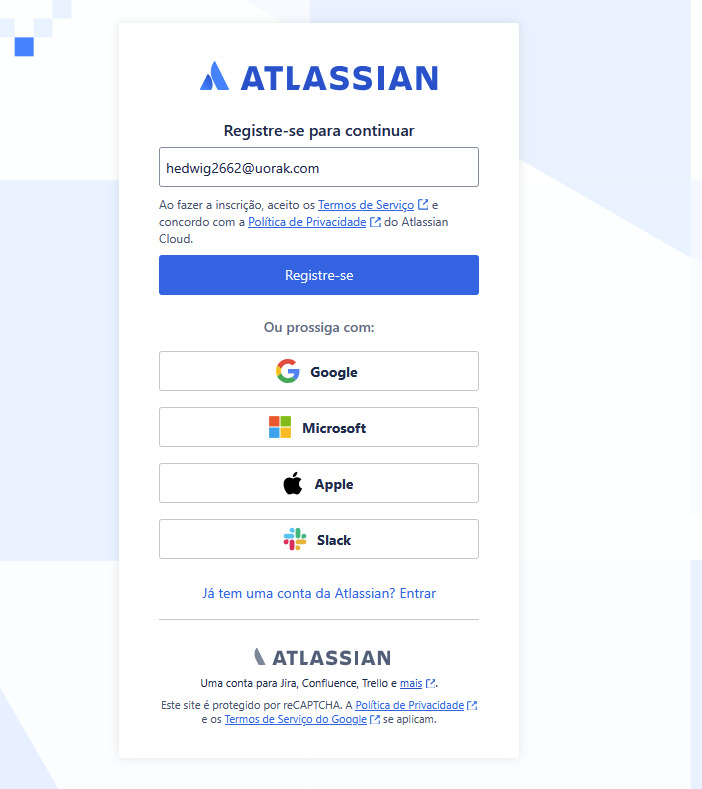 ATLASSIAN
Registre-se para continuar
hedwig2662@uorak.com
Ao fazer a inscrição, aceito os Termos de Serviço e
concordo com a Política de Privacidade do Atlassian
Cloud.
Registre-se
Ou prossiga com:
Google
Microsoft
Apple
Slack
Já tem uma conta da Atlassian? Entrar
ATLASSIAN
Uma conta para Jira, Confluence, Trello e mais .
Este site é protegido por reCAPTCHA. A Política de Privacidade
e os Termos de Serviço do Google se aplicam.